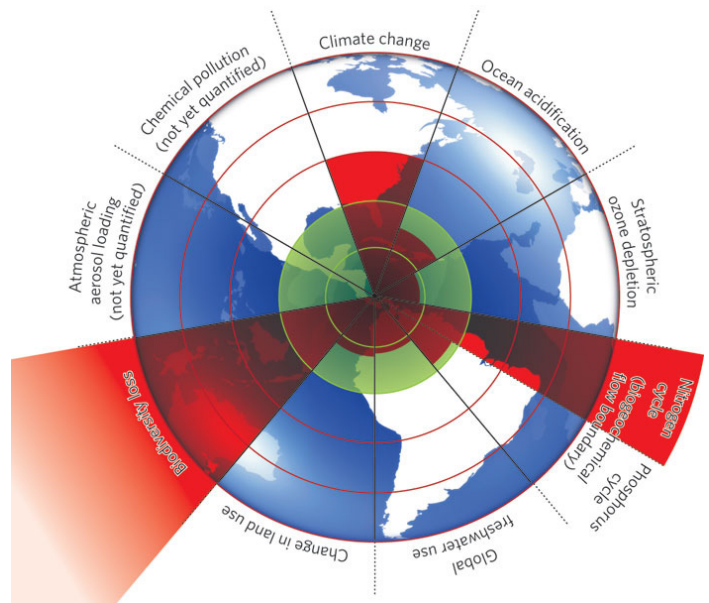 Climate change
Ocean acidification
Stratospheric
ozone depletion
Nitrogen
cycle
(biogeochemical
flow boundary)
Phosphorus
cycle
Global
freshwater use
Change in land use
Biodiversity loss
Atmospheric
aerosol loading
(not yet quantified)
Chemical pollution
(not yet quantified)